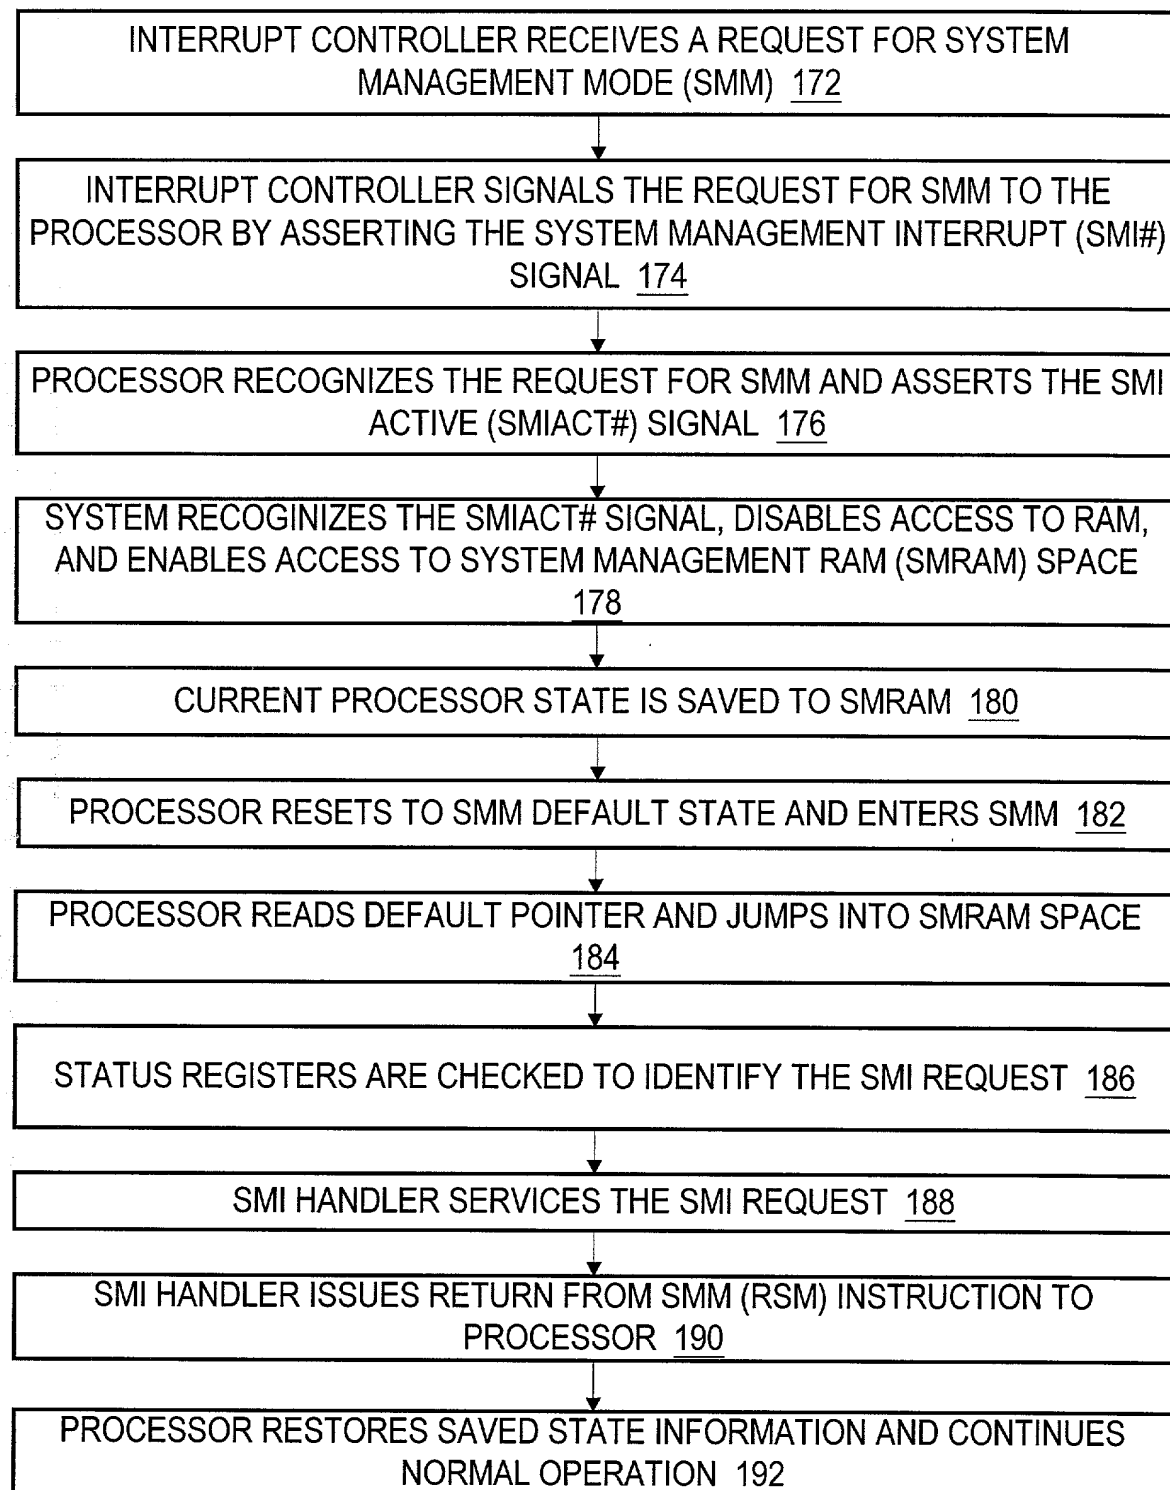 INTERRUPT CONTROLLER RECEIVES A REQUEST FOR SYSTEM
MANAGEMENT MODE (SMM) 172
INTERRUPT CONTROLLER SIGNALS THE REQUEST FOR SMM TO THE
PROCESSOR BY ASSERTING THE SYSTEM MANAGEMENT INTERRUPT (SMI#)
SIGNAL 174
PROCESSOR RECOGNIZES THE REQUEST FOR SMM AND ASSERTS THE SMI
ACTIVE (SMIACT#) SIGNAL 176
SYSTEM RECOGINIZES THE SMIACT# SIGNAL, DISABLES ACCESS TO RAM,
AND ENABLES ACCESS TO SYSTEM MANAGEMENT RAM (SMRAM) SPACE
178
CURRENT PROCESSOR STATE IS SAVED TO SMRAM 180
PROCESSOR RESETS TO SMM DEFAULT STATE AND ENTERS SMM 182
PROCESSOR READS DEFAULT POINTER AND JUMPS INTO SMRAM SPACE
184
STATUS REGISTERS ARE CHECKED TO IDENTIFY THE SMI REQUEST 186
SMI HANDLER SERVICES THE SMI REQUEST 188
SMI HANDLER ISSUES RETURN FROM SMM (RSM) INSTRUCTION TO
PROCESSOR 190
PROCESSOR RESTORES SAVED STATE INFORMATION AND CONTINUES
NORMAL OPERATION 192